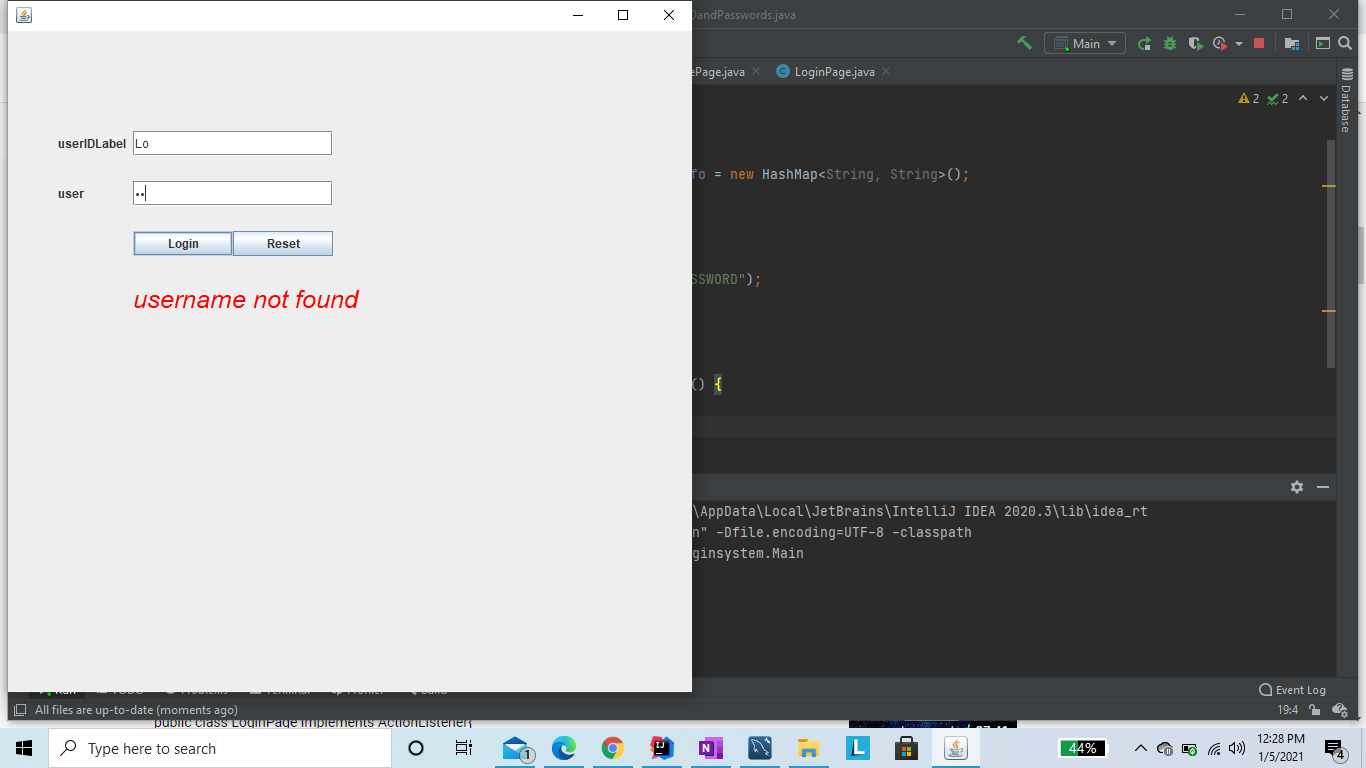 userIDLabel Lo
user
Login Reset
username not found
DandPasswords.java
Main
ePage.java
LoginPage.java
2 2
Database
fo = new HashMap<String, String>();
SSWORD");
() {
\AppData\Local\JetBrains\IntelliJ IDEA 2020.3\lib\idea_rt
n" -Dfile.encoding=UTF-8 -classpath
ginsystem.Main
Event Log
All files are up-to-date (moments ago)
19:4
public class LoginPage implements ActionListener{
Type here to search
1
IJ
N
L
44%
12:28 PM
1/5/2021
4